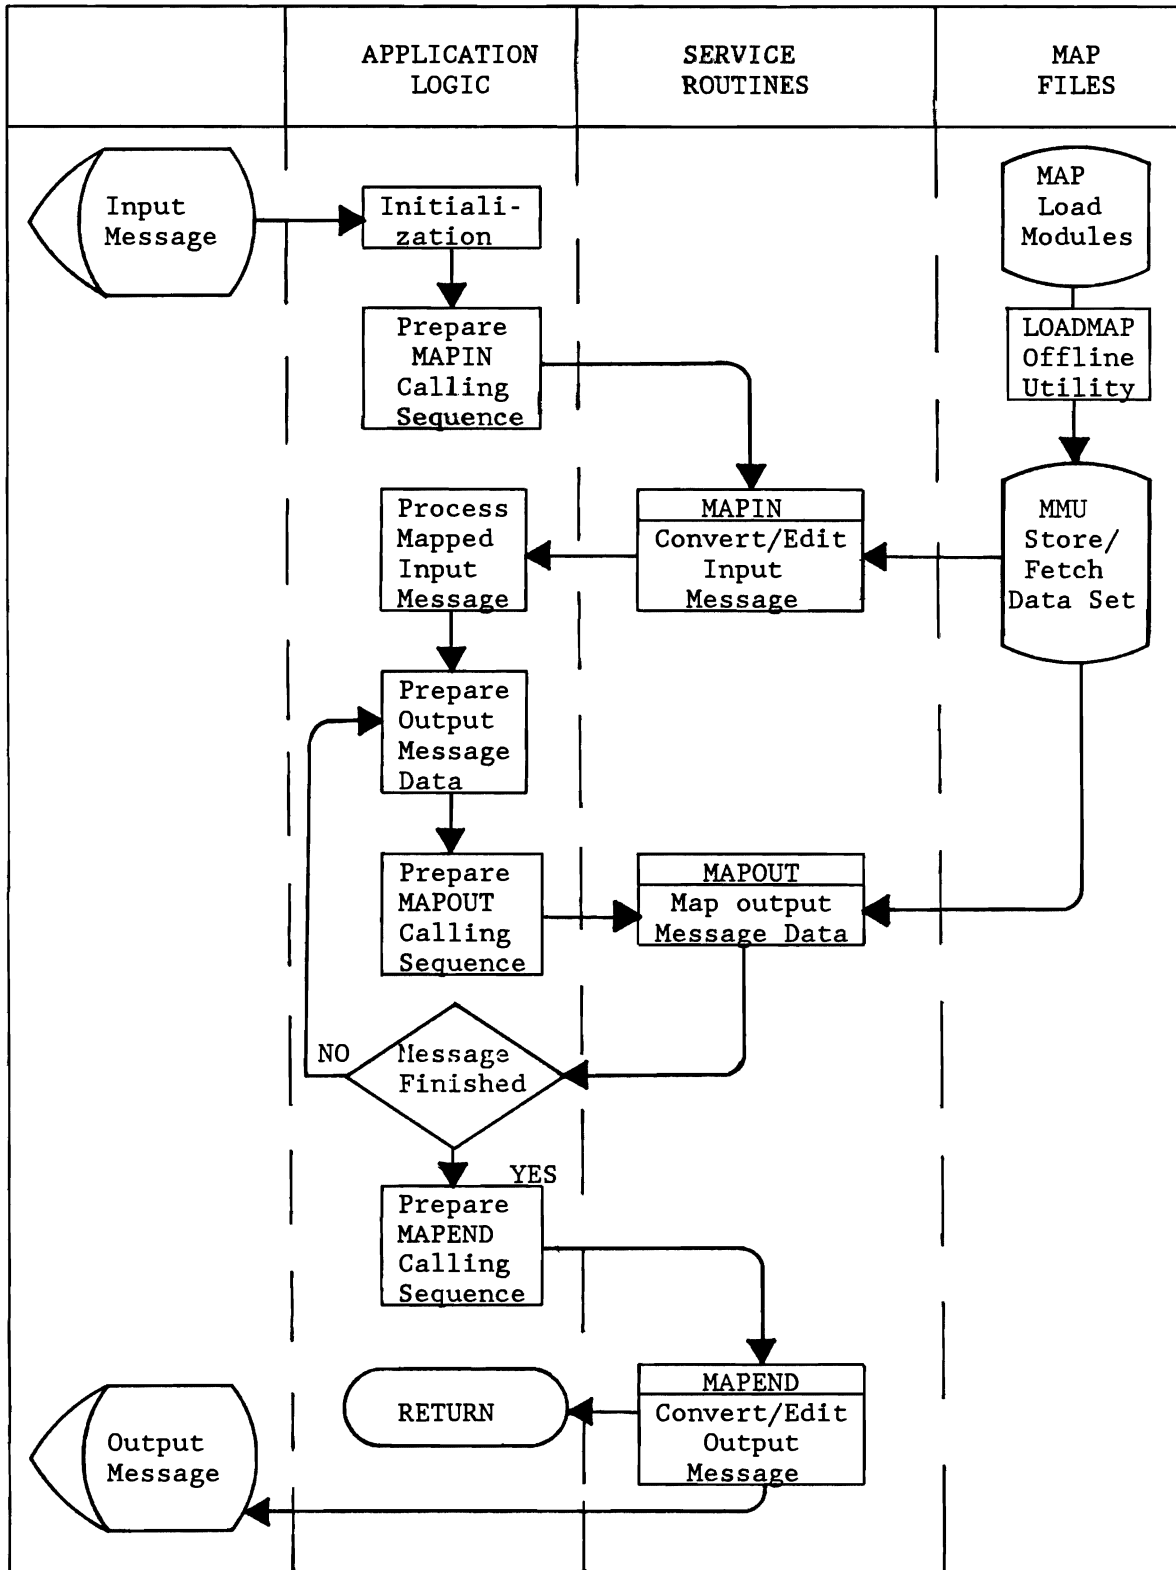 APPLICATION
LOGIC
SERVICE
ROUTINES
MAP
FILES
Input
Message
Initiali-
zation
MAP
Load
Modules
Prepare
MAPIN
Calling
Sequence
LOADMAP
Offline
Utility
Process
Mapped
Input
Message
MAPIN
Convert/Edit
Input
Message
MMU
Store/
Fetch
Data Set
Prepare
Output
Message
Data
Prepare
MAPOUT
Calling
Sequence
MAPOUT
Map output
Message Data
NO
Message
Finished
YES
Prepare
MAPEND
Calling
Sequence
RETURN
MAPEND
Convert/Edit
Output
Message
Output
Message